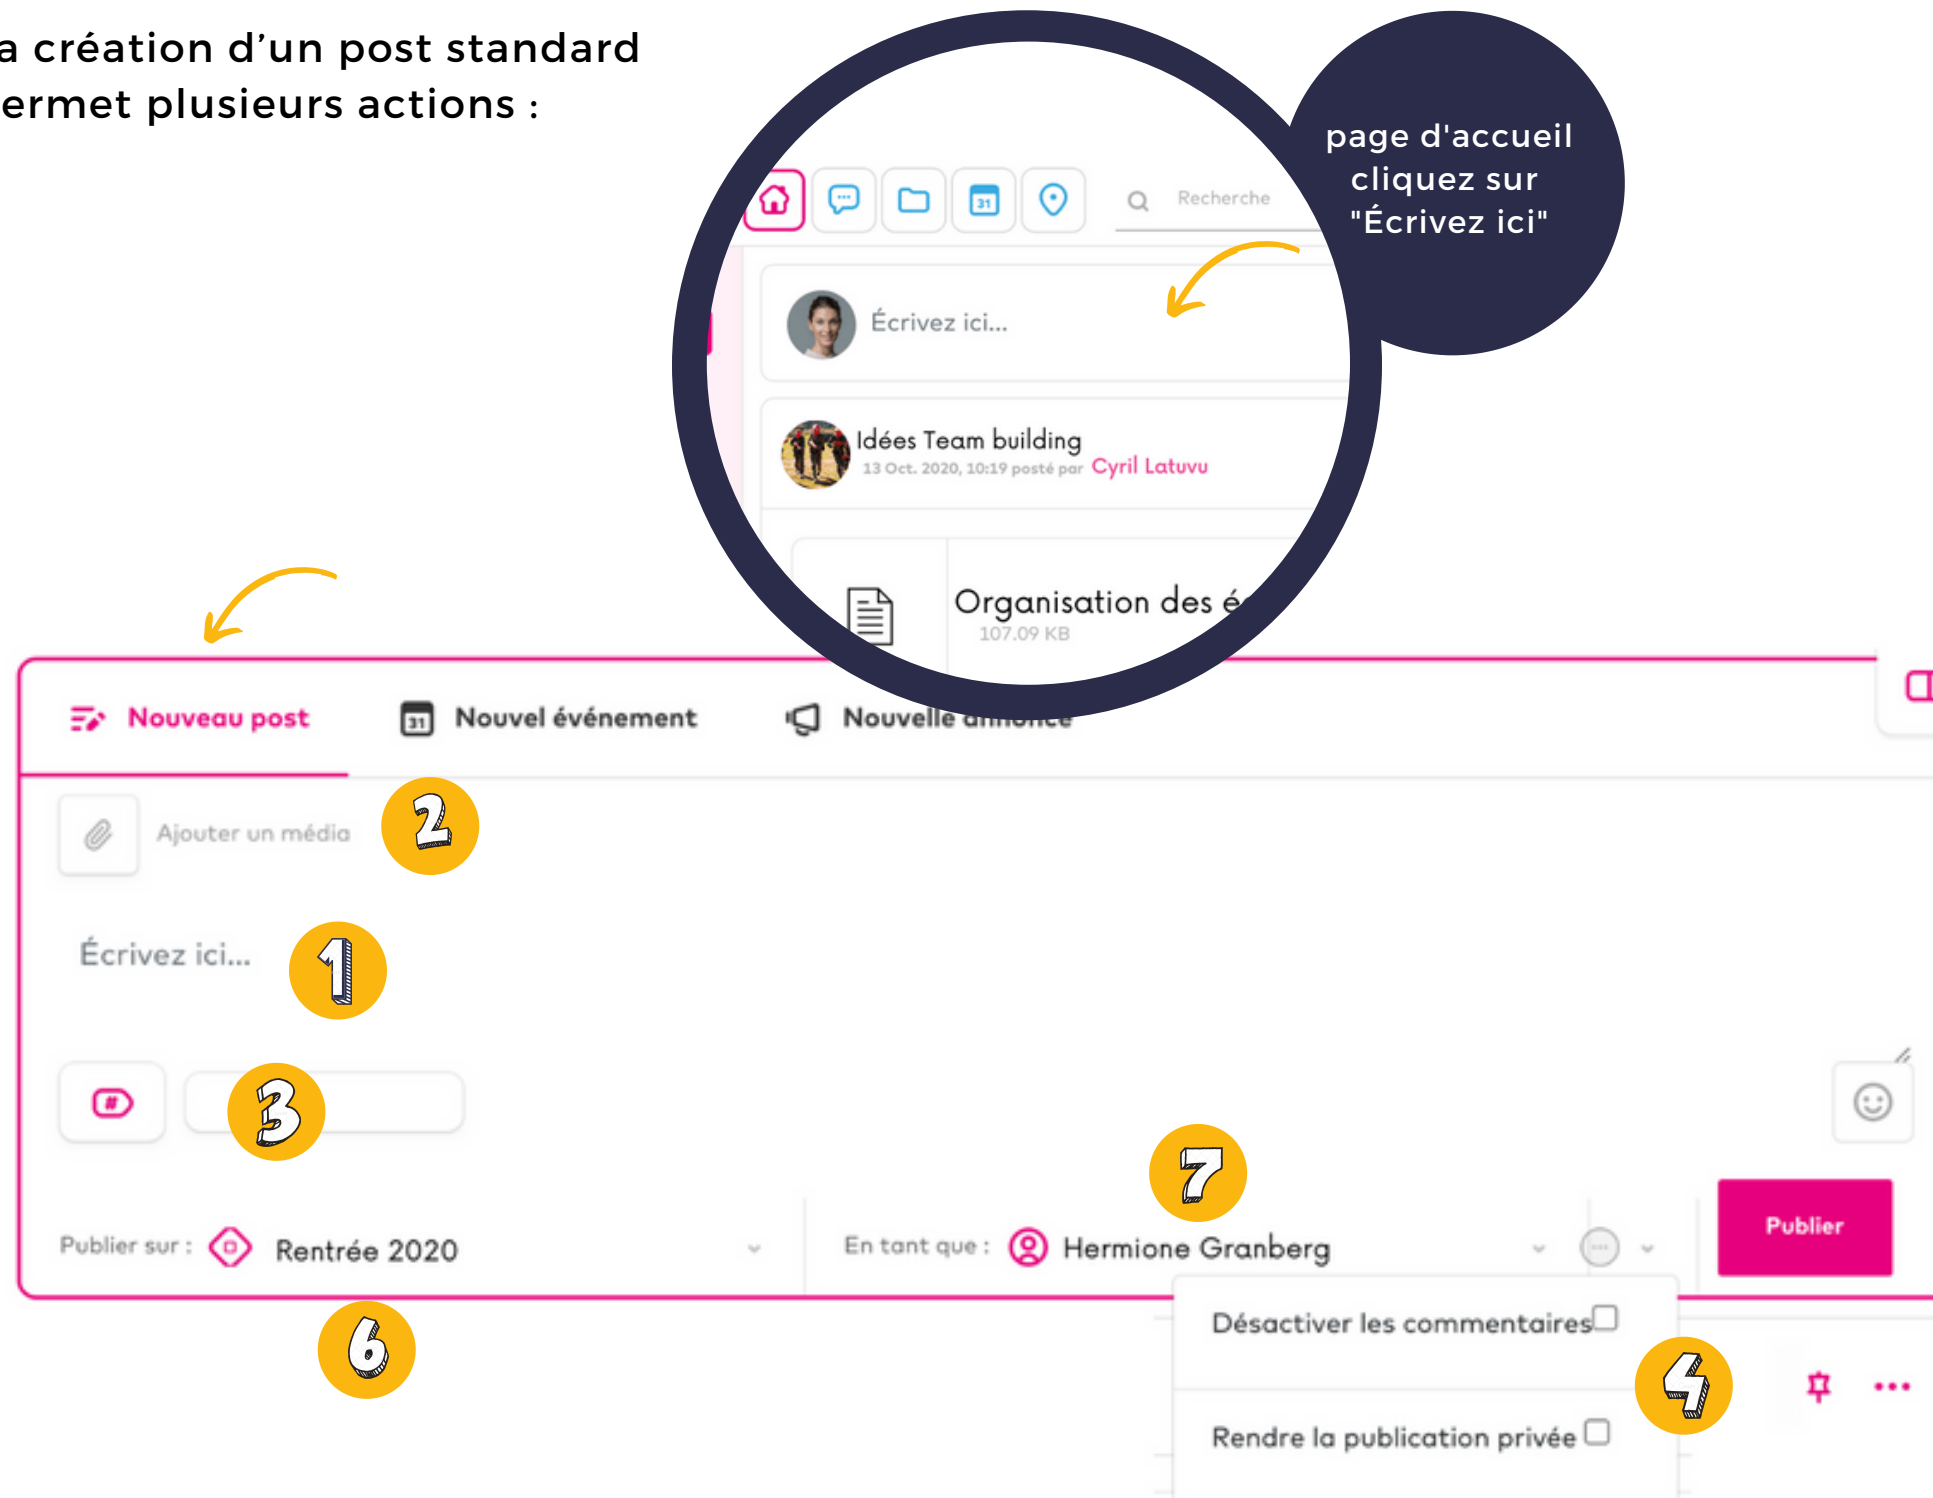 a création d'un post standard
ermet plusieurs actions :
page d'accueil
cliquez sur
"Écrivez ici"
31
Recherche
Écrivez ici...
Idées Team building
13 Oct. 2020, 10:19 posté par Cyril Latuvu
Organisation des é
107.09 KB
Nouveau post
31 Nouvel événement
Nouvelle annonce
Ajouter un média
2
Écrivez ici...
1
#
3
7
Publier sur : Rentrée 2020
En tant que : Hermione Granberg
Publier
6
Désactiver les commentaires
4
Rendre la publication privée